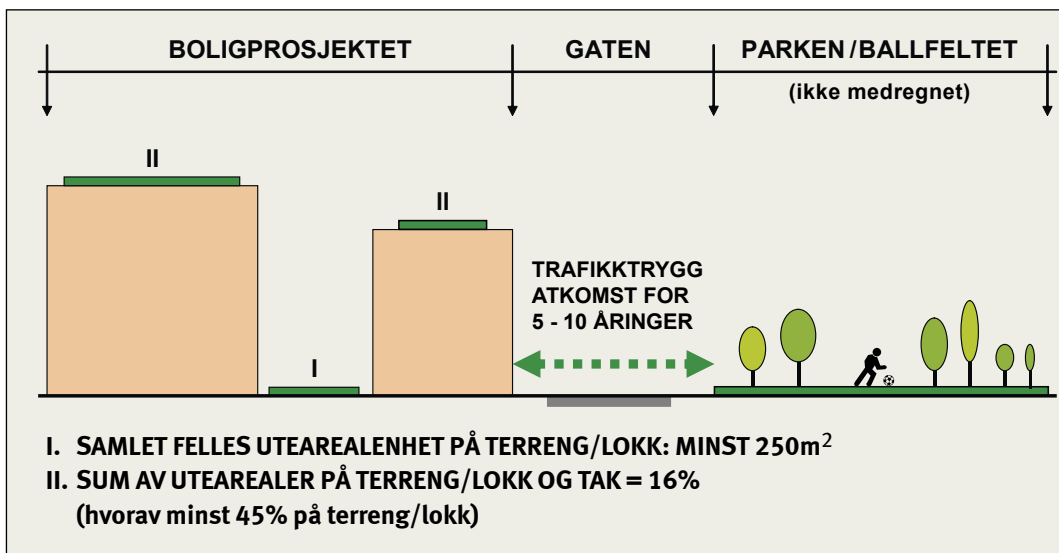 BOLIGPROSJEKTET
GATEN
PARKEN/BALLFELTET
(ikke medregnet)
II
II
I
TRAFIKKTRYGG
ATKOMST FOR
5 - 10 ÅRINGER
I. SAMLET FELLES UTEAREALENHET PÅ TERRENG/LOKK: MINST 250m²
II. SUM AV UTEAREALER PÅ TERRENG/LOKK OG TAK = 16%
(hvorav minst 45% på terreng/lokk)